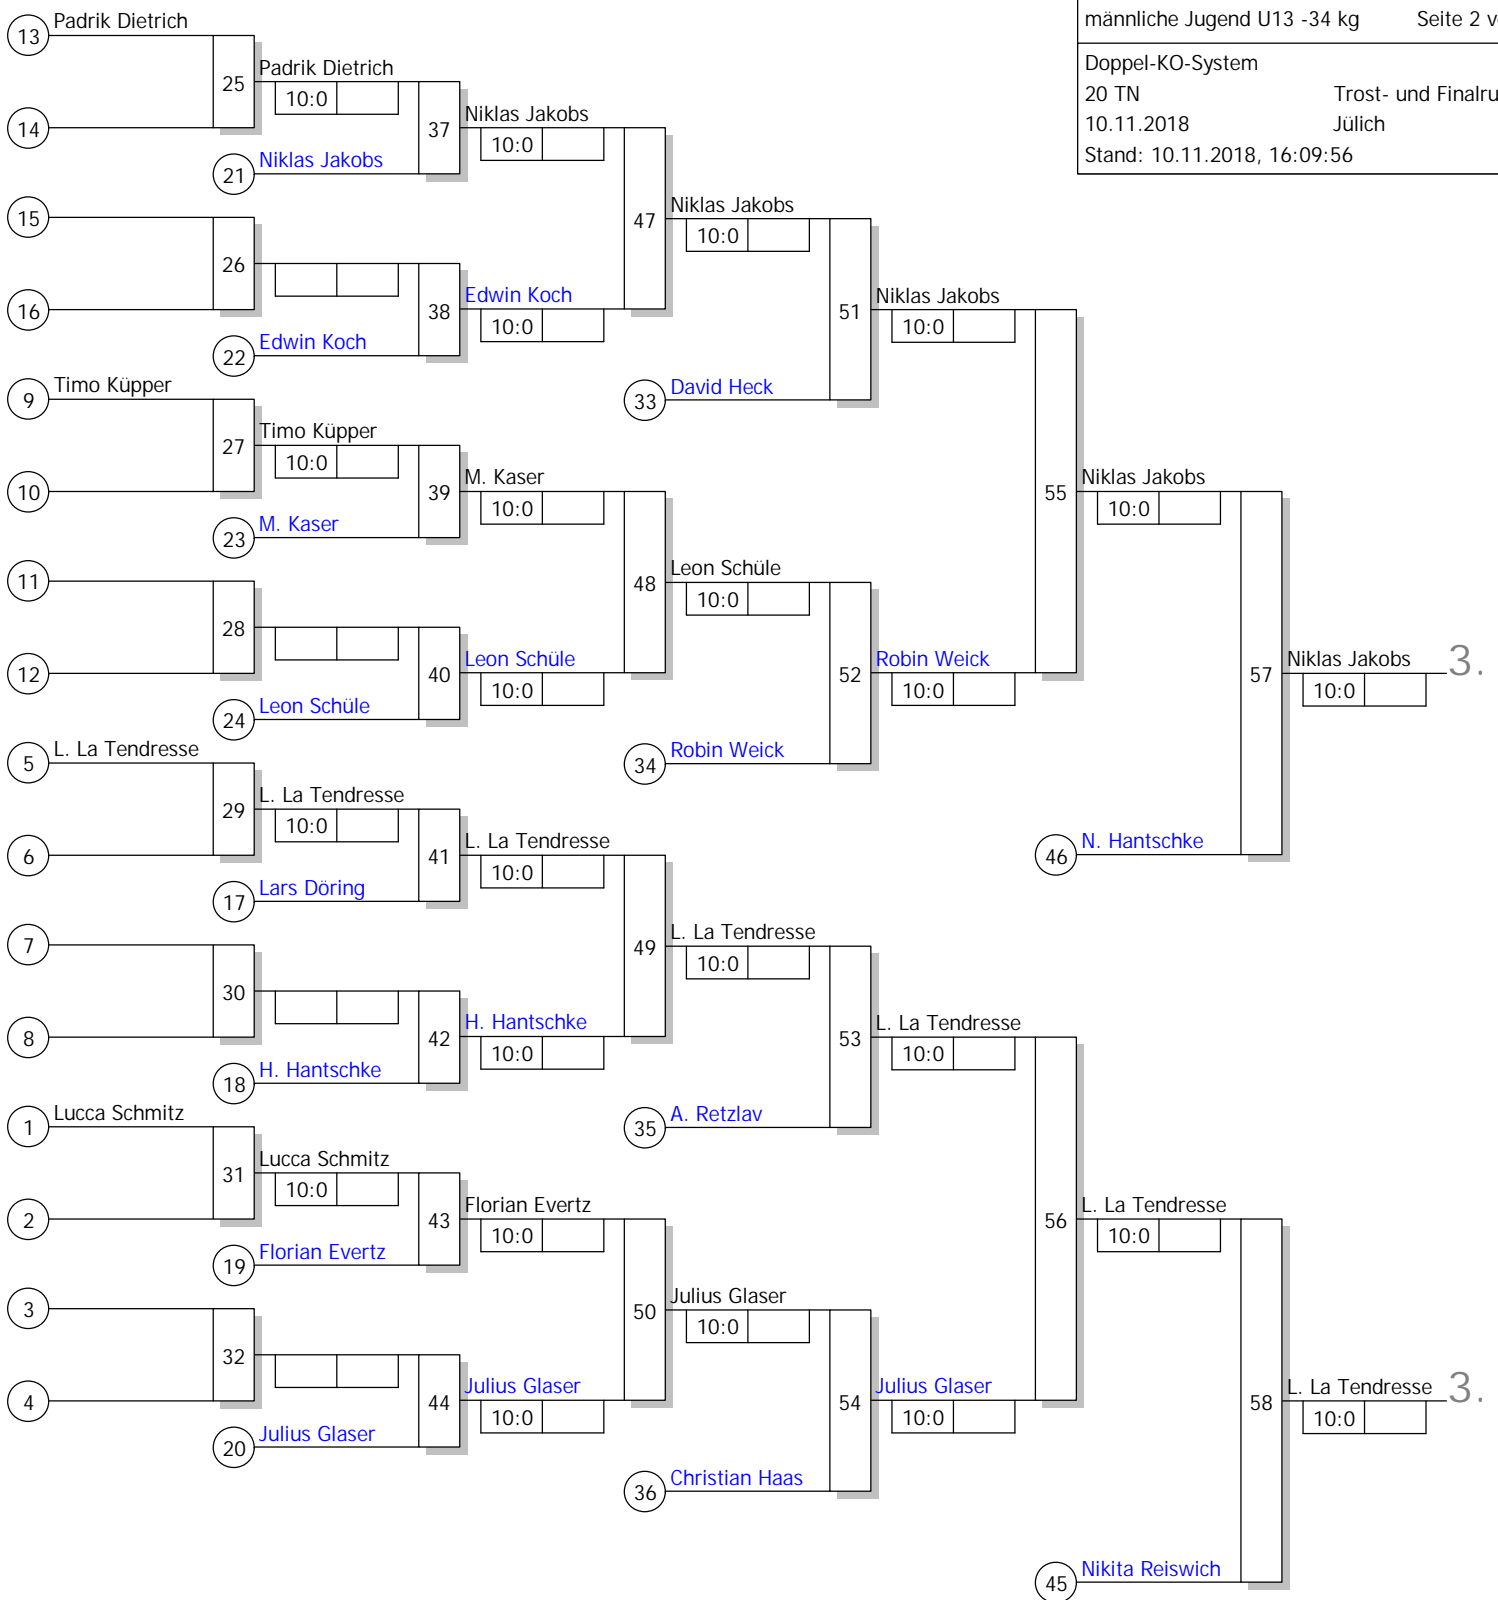 männliche Jugend U13 -34 kg Seite 2 v
Doppel-KO-System
20 TN Trost- und Finalru
10.11.2018 Jülich
Stand: 10.11.2018, 16:09:56
13 Padrik Dietrich
25 Padrik Dietrich
10:0
14
37 Niklas Jakobs
10:0
21 Niklas Jakobs
15
47 Niklas Jakobs
10:0
26
16
38 Edwin Koch
10:0
22 Edwin Koch
51 Niklas Jakobs
10:0
33 David Heck
9 Timo Küpper
27 Timo Küpper
10:0
10
39 M. Kaser
10:0
23 M. Kaser
55 Niklas Jakobs
10:0
11
48 Leon Schüle
10:0
28
12
40 Leon Schüle
10:0
24 Leon Schüle
52 Robin Weick
10:0
34 Robin Weick
57 Niklas Jakobs 3.
10:0
5 L. La Tendresse
29 L. La Tendresse
10:0
6
41 L. La Tendresse
10:0
17 Lars Döring
46 N. Hantschke
7
49 L. La Tendresse
10:0
30
8
42 H. Hantschke
10:0
18 H. Hantschke
53 L. La Tendresse
10:0
35 A. Retzlav
1 Lucca Schmitz
31 Lucca Schmitz
10:0
2
43 Florian Evertz
10:0
19 Florian Evertz
56 L. La Tendresse
10:0
3
50 Julius Glaser
10:0
32
4
44 Julius Glaser
10:0
20 Julius Glaser
54 Julius Glaser
10:0
36 Christian Haas
58 L. La Tendresse 3.
10:0
45 Nikita Reiswich